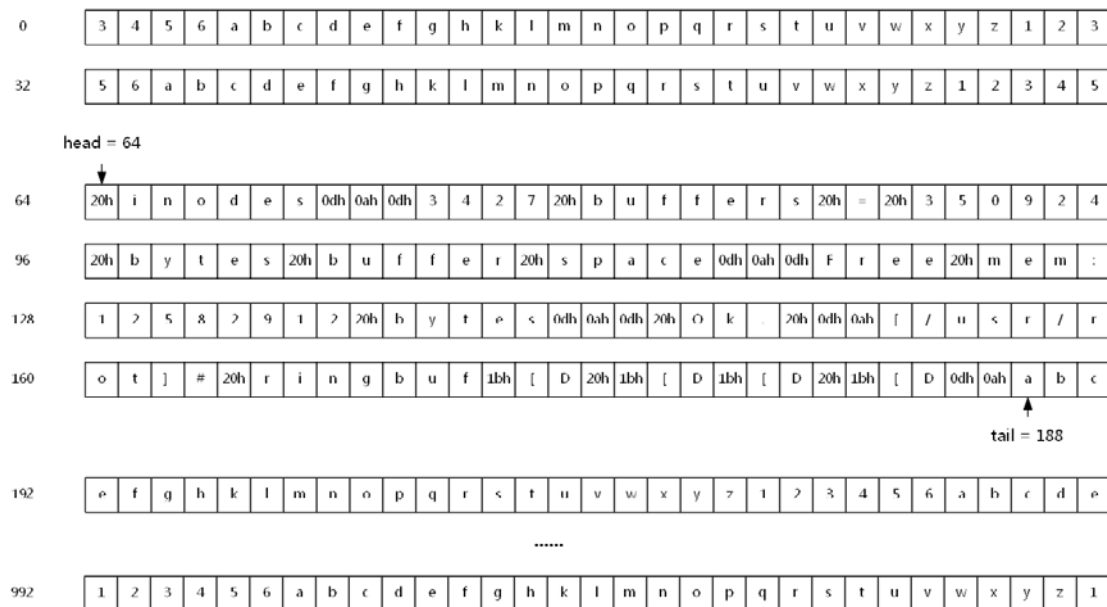 0 3 4 5 6 a b c d e f g h k l m n o p q r s t u v w x y z 1 2 3
32 5 6 a b c d e f g h k l m n o p q r s t u v w x y z 1 2 3 4 5
head = 64
64 20h i n o d e s 0dh 0ah 0dh 3 4 2 7 20h b u f f e r s 20h = 20h 3 5 0 9 2 4
96 20h b y t e s 20h b u f f e r 20h s p a c e 0dh 0ah 0dh F r e e 20h m e m :
128 1 2 5 8 2 9 1 2 20h b y t e s 0dh 0ah 0dh 20h O k . 20h 0dh 0ah [ / u s r / r
160 o t ] # 20h r i n g b u f 1bh [ D 20h 1bh [ D 1bh [ D 20h 1bh [ D 0dh 0ah a b c
tail = 188
192 e f g h k l m n o p q r s t u v w x y z 1 2 3 4 5 6 a b c d e
......
992 1 2 3 4 5 6 a b c d e f g h k l m n o p q r s t u v w x y z 1